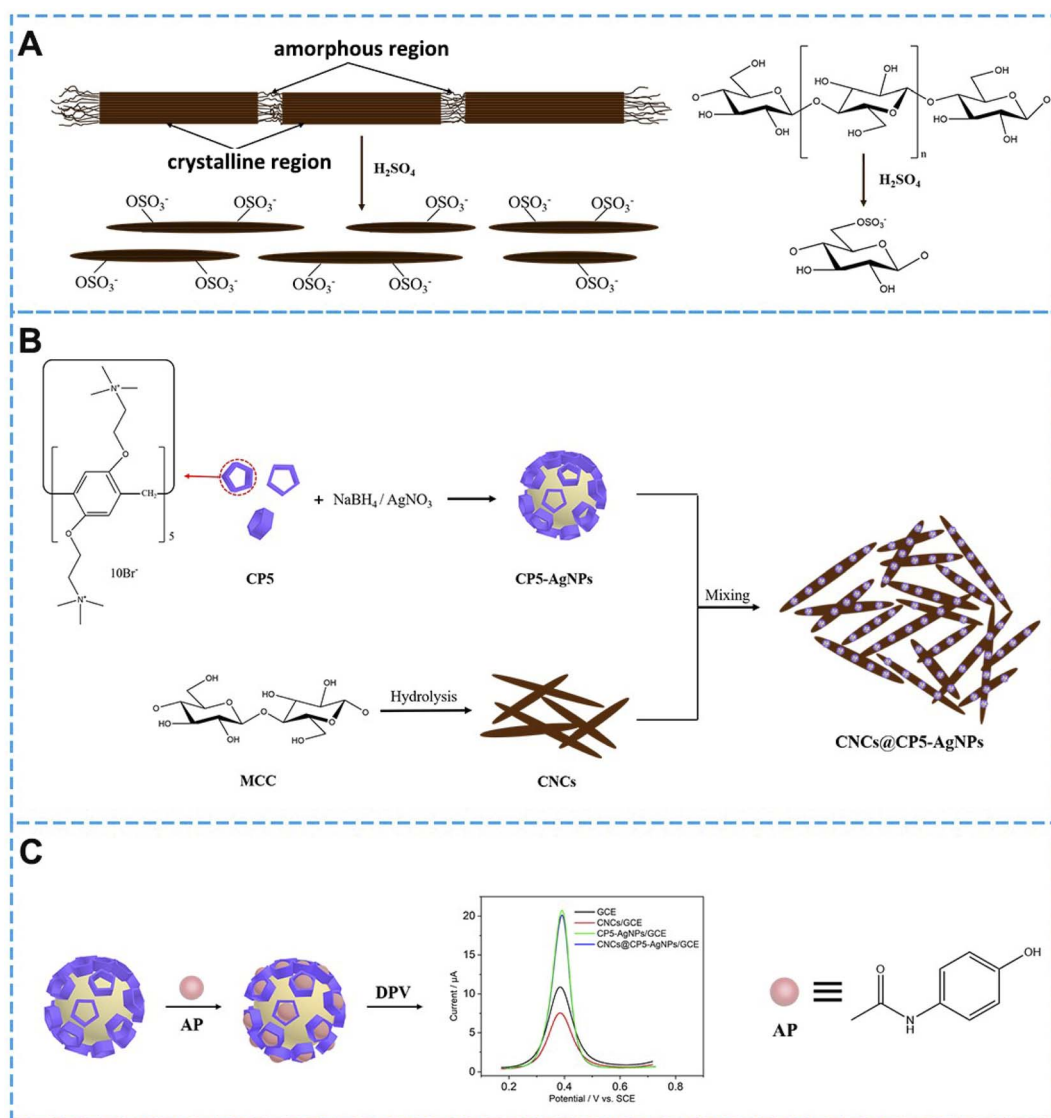 A
amorphous region
crystalline region
H₂SO₄
OSO₃⁻ OSO₃⁻ OSO₃⁻ OSO₃⁻ OSO₃⁻
OSO₃⁻ OSO₃⁻ OSO₃⁻ OSO₃⁻ OSO₃⁻
OH OH OH
O O O O O O
HO HO
OH OH OH
n
H₂SO₄
OSO₃⁻
O O O
HO
OH
B
N⁺
O
CH₂
O
5
10Br⁻
N⁺
CP5
+ NaBH₄ / AgNO₃
CP5-AgNPs
Mixing
OH OH
HO
O O O O O
HO
OH HO
OH
MCC
Hydrolysis
CNCs
CNCs@CP5-AgNPs
C
AP
DPV
GCE
CNCs/GCE
CP5-AgNPs/GCE
CNCs@CP5-AgNPs/GCE
Current / μA
20
15
10
5
0
0.2 0.4 0.6 0.8
Potential / V vs. SCE
AP
O
N
H
OH